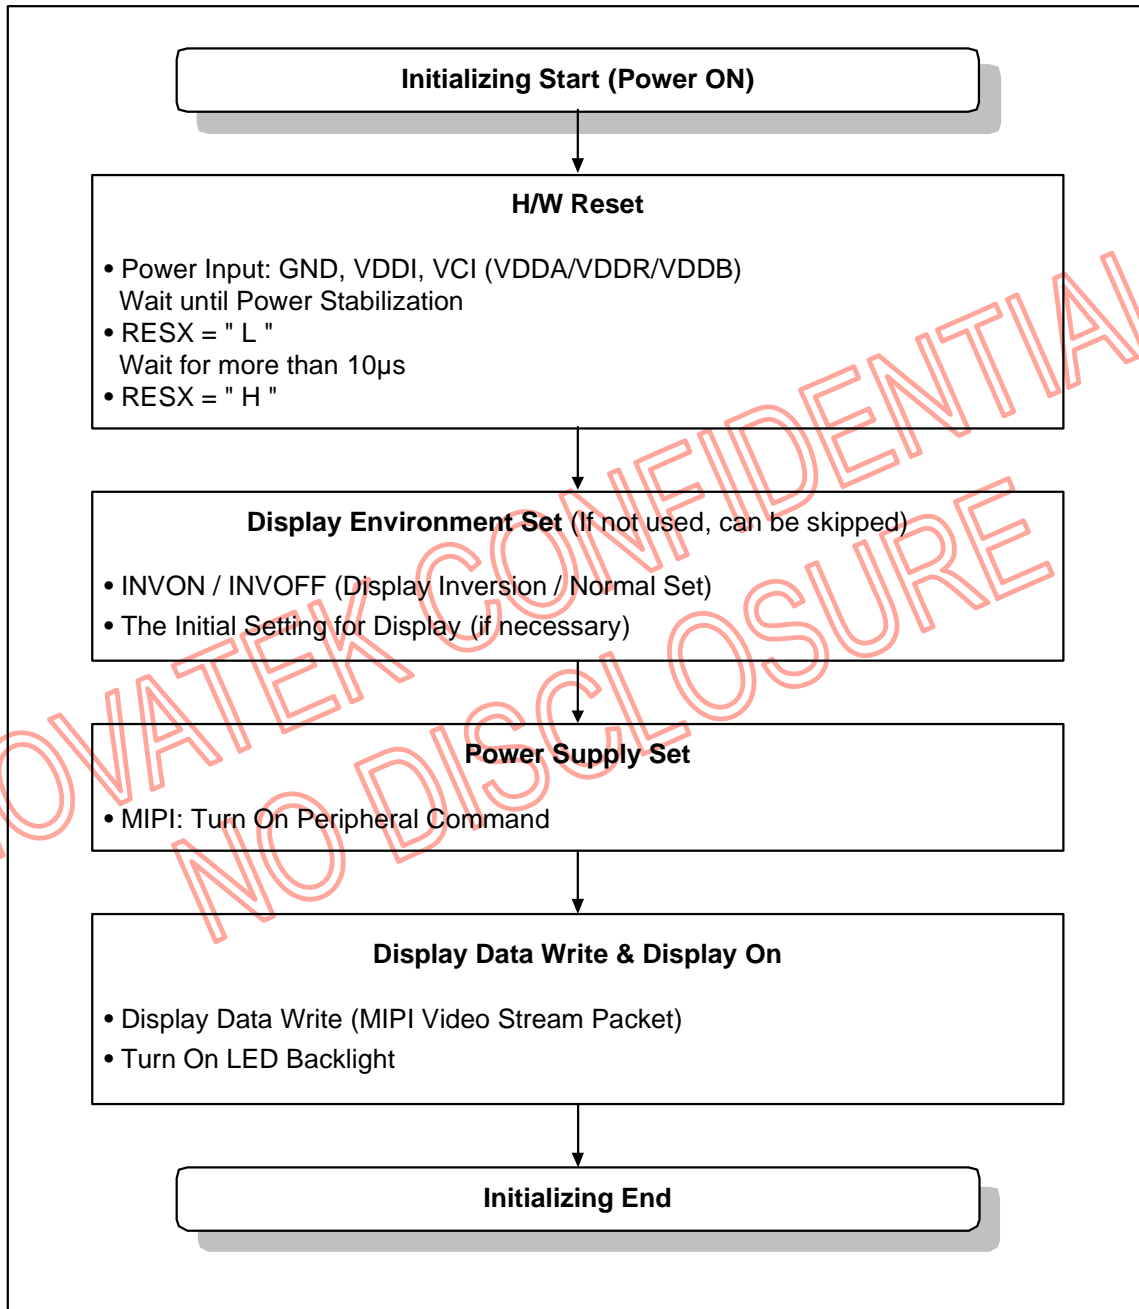 Initializing Start (Power ON)
H/W Reset
• Power Input: GND, VDDI, VCI (VDDA/VDDR/VDDB)
Wait until Power Stabilization
• RESX = " L "
Wait for more than 10µs
• RESX = " H "
Display Environment Set (If not used, can be skipped)
• INVON / INVOFF (Display Inversion / Normal Set)
• The Initial Setting for Display (if necessary)
Power Supply Set
• MIPI: Turn On Peripheral Command
Display Data Write & Display On
• Display Data Write (MIPI Video Stream Packet)
• Turn On LED Backlight
Initializing End
OVATEK CONFIDENTIAL
NO DISCLOSURE